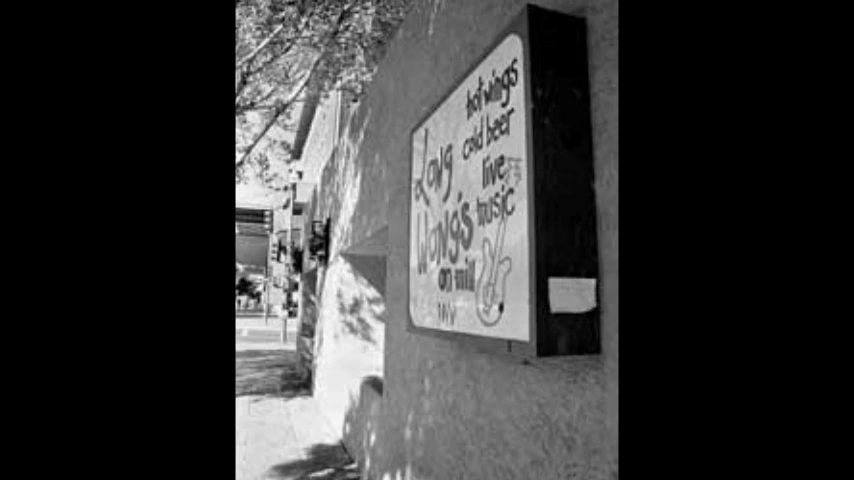 hot wings
cold beer
live
music
Long
Wong's
on mill